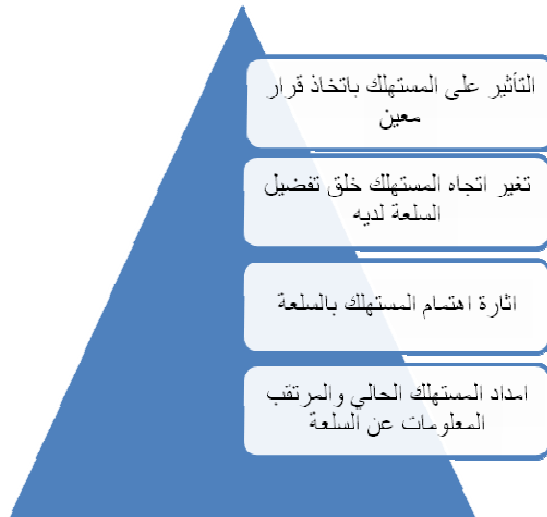 التأثير على المستهلك باتخاذ قرار
معين
تغير اتجاه المستهلك خلق تفضيل
السلعة لديه
اثارة اهتمام المستهلك بالسلعة
امداد المستهلك الحالي والمرتقب
المعلومات عن السلعة